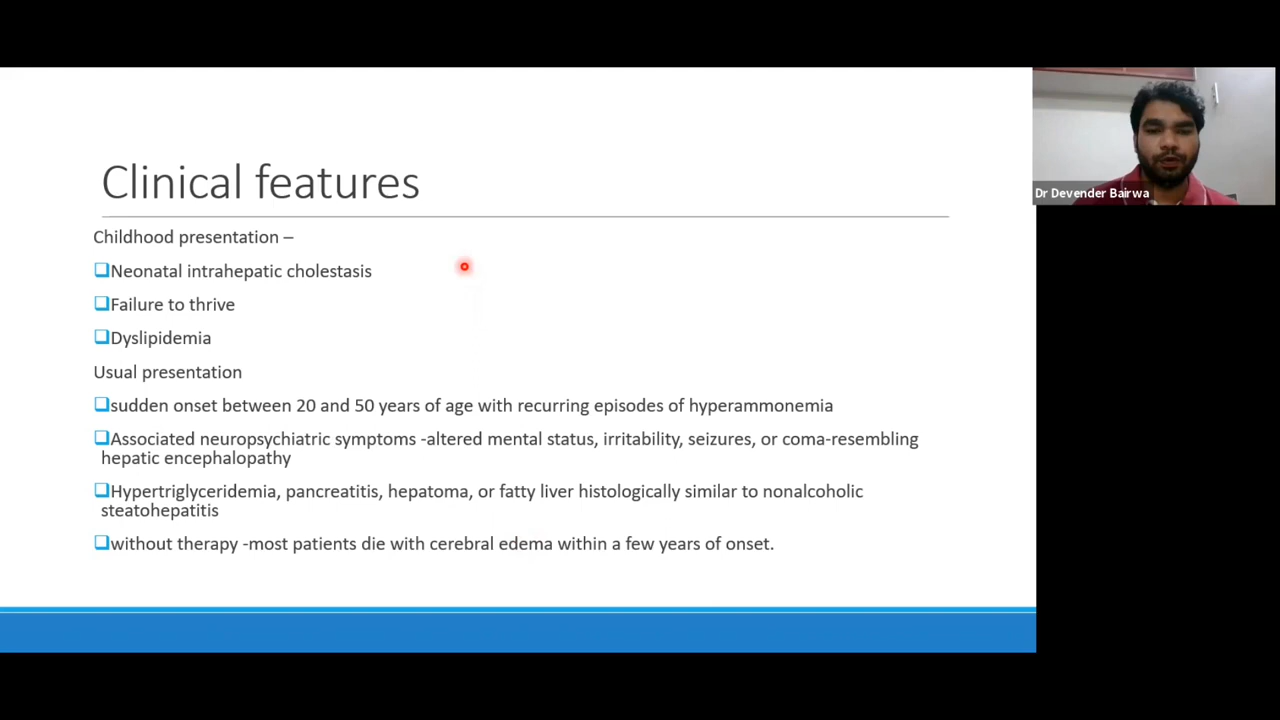 Clinical features
Childhood presentation –
Neonatal intrahepatic cholestasis
Failure to thrive
Dyslipidemia
Usual presentation
sudden onset between 20 and 50 years of age with recurring episodes of hyperammonemia
Associated neuropsychiatric symptoms -altered mental status, irritability, seizures, or coma-resembling
hepatic encephalopathy
Hypertriglyceridemia, pancreatitis, hepatoma, or fatty liver histologically similar to nonalcoholic
steatohepatitis
without therapy -most patients die with cerebral edema within a few years of onset.
Dr Devender Bairwa